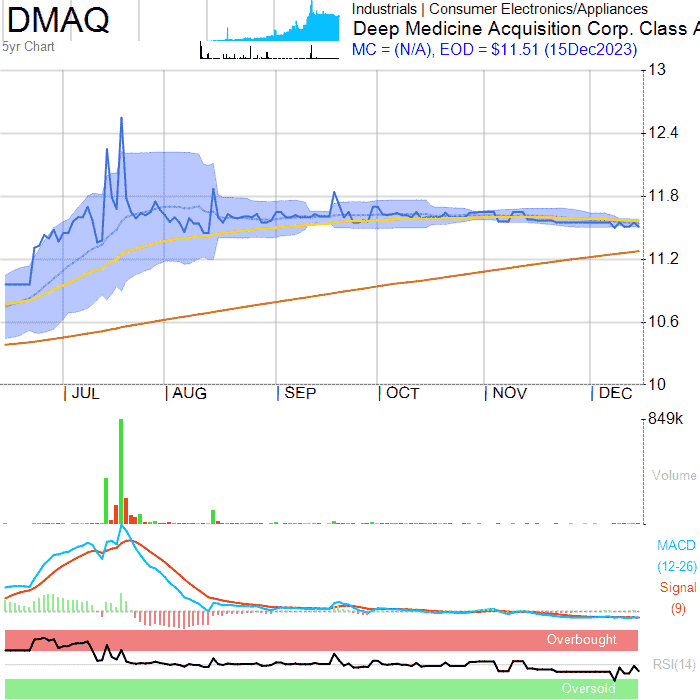 DMAQ
5yr Chart
Industrials | Consumer Electronics/Appliances
Deep Medicine Acquisition Corp. Class A
MC = (N/A), EOD = $11.51 (15Dec2023)
13
12.4
11.8
11.2
10.6
10
JUL AUG SEP OCT NOV DEC
849k
Volume
MACD
(12-26)
Signal
(9)
Overbought
RSI(14)
Oversold